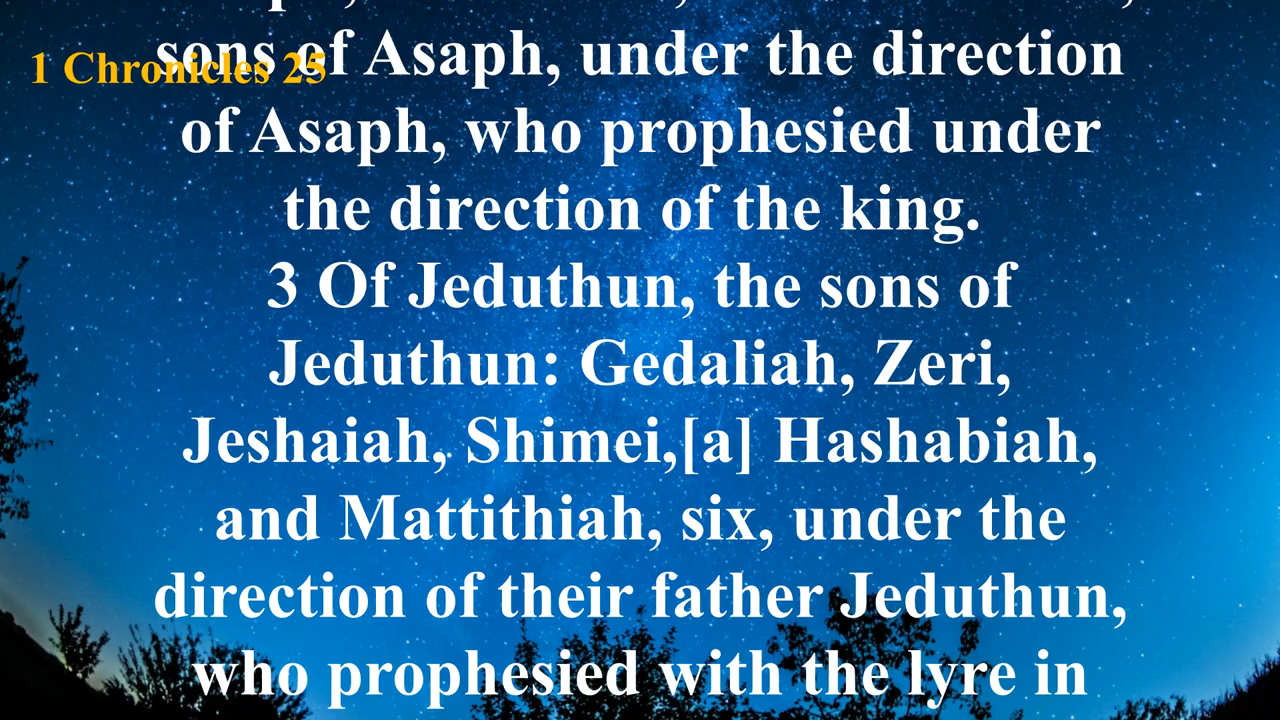 1 Chronicles 25
sons of Asaph, under the direction
of Asaph, who prophesied under
the direction of the king.
3 Of Jeduthun, the sons of
Jeduthun: Gedaliah, Zeri,
Jeshaiah, Shimei,[a] Hashabiah,
and Mattithiah, six, under the
direction of their father Jeduthun,
who prophesied with the lyre in